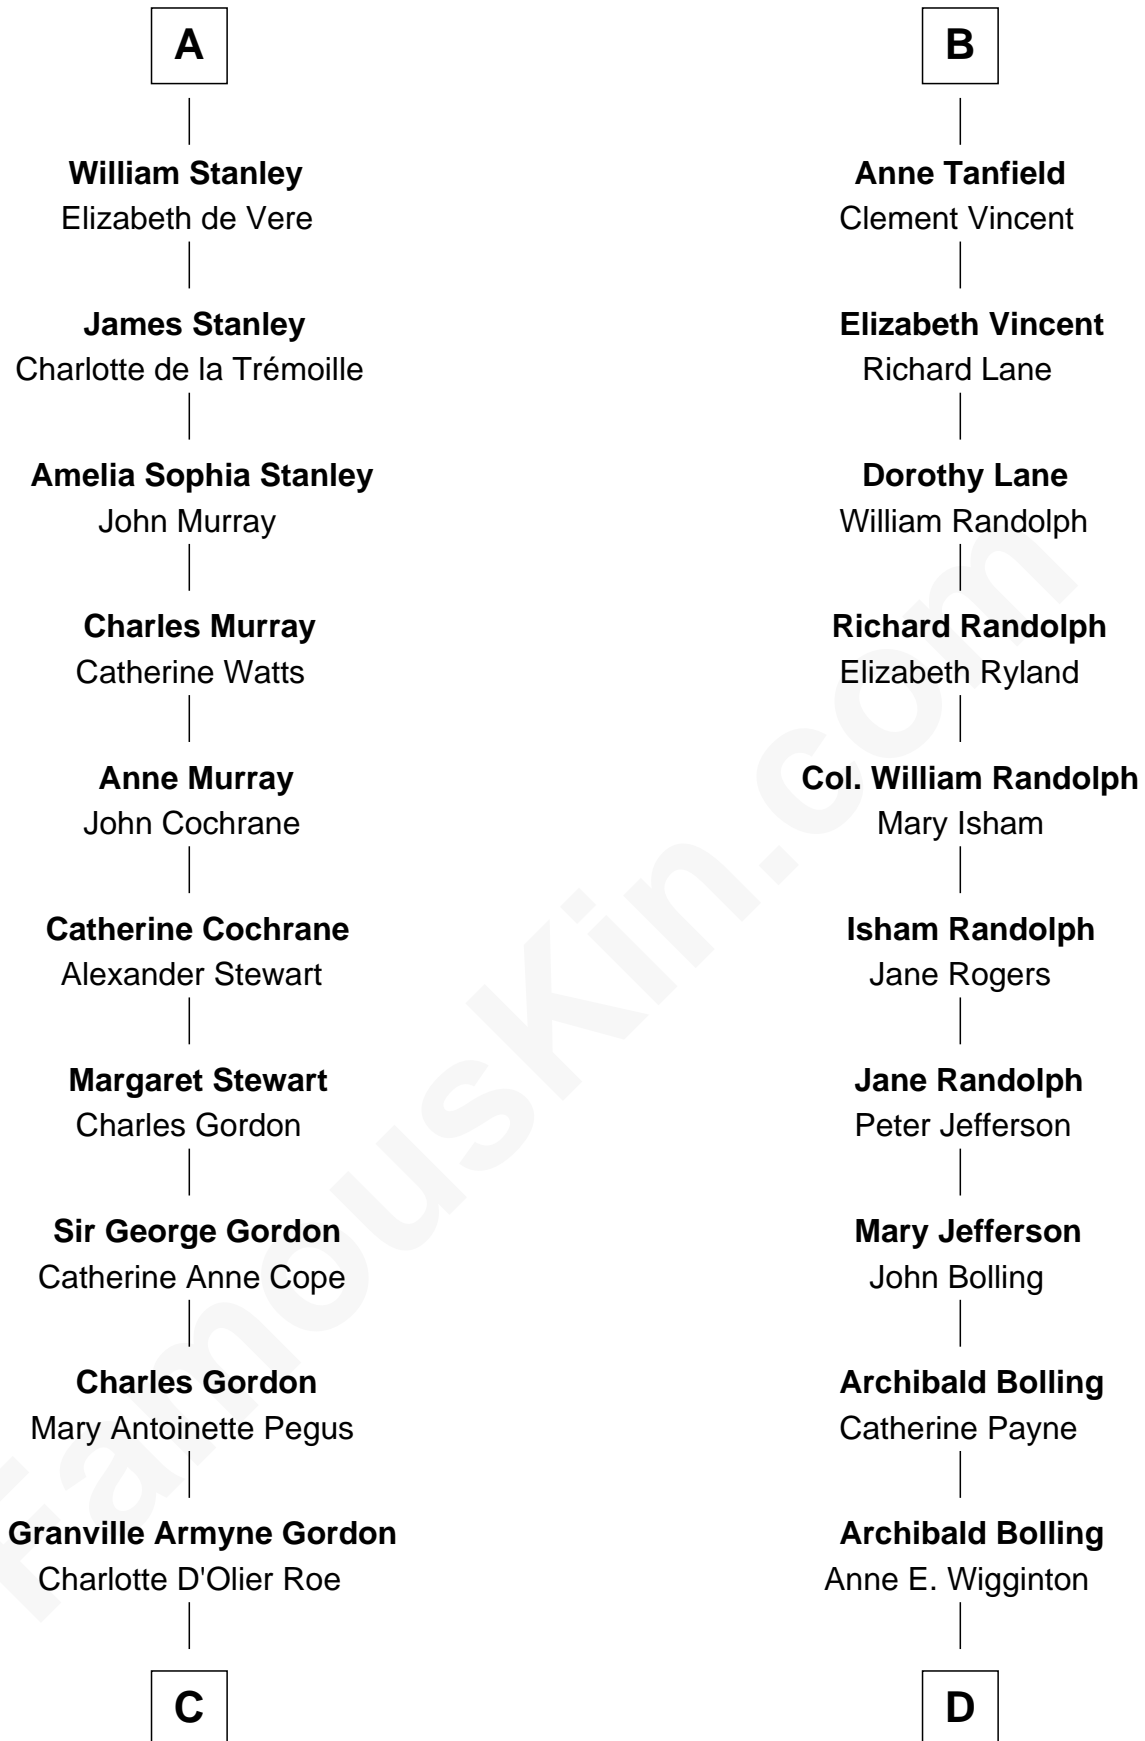 A
William Stanley
Elizabeth de Vere
James Stanley
Charlotte de la Trémoille
Amelia Sophia Stanley
John Murray
Charles Murray
Catherine Watts
Anne Murray
John Cochrane
Catherine Cochrane
Alexander Stewart
Margaret Stewart
Charles Gordon
Sir George Gordon
Catherine Anne Cope
Charles Gordon
Mary Antoinette Pegus
Granville Armyne Gordon
Charlotte D'Olier Roe
C
B
Anne Tanfield
Clement Vincent
Elizabeth Vincent
Richard Lane
Dorothy Lane
William Randolph
Richard Randolph
Elizabeth Ryland
Col. William Randolph
Mary Isham
Isham Randolph
Jane Rogers
Jane Randolph
Peter Jefferson
Mary Jefferson
John Bolling
Archibald Bolling
Catherine Payne
Archibald Bolling
Anne E. Wigginton
D
FamousKin.com